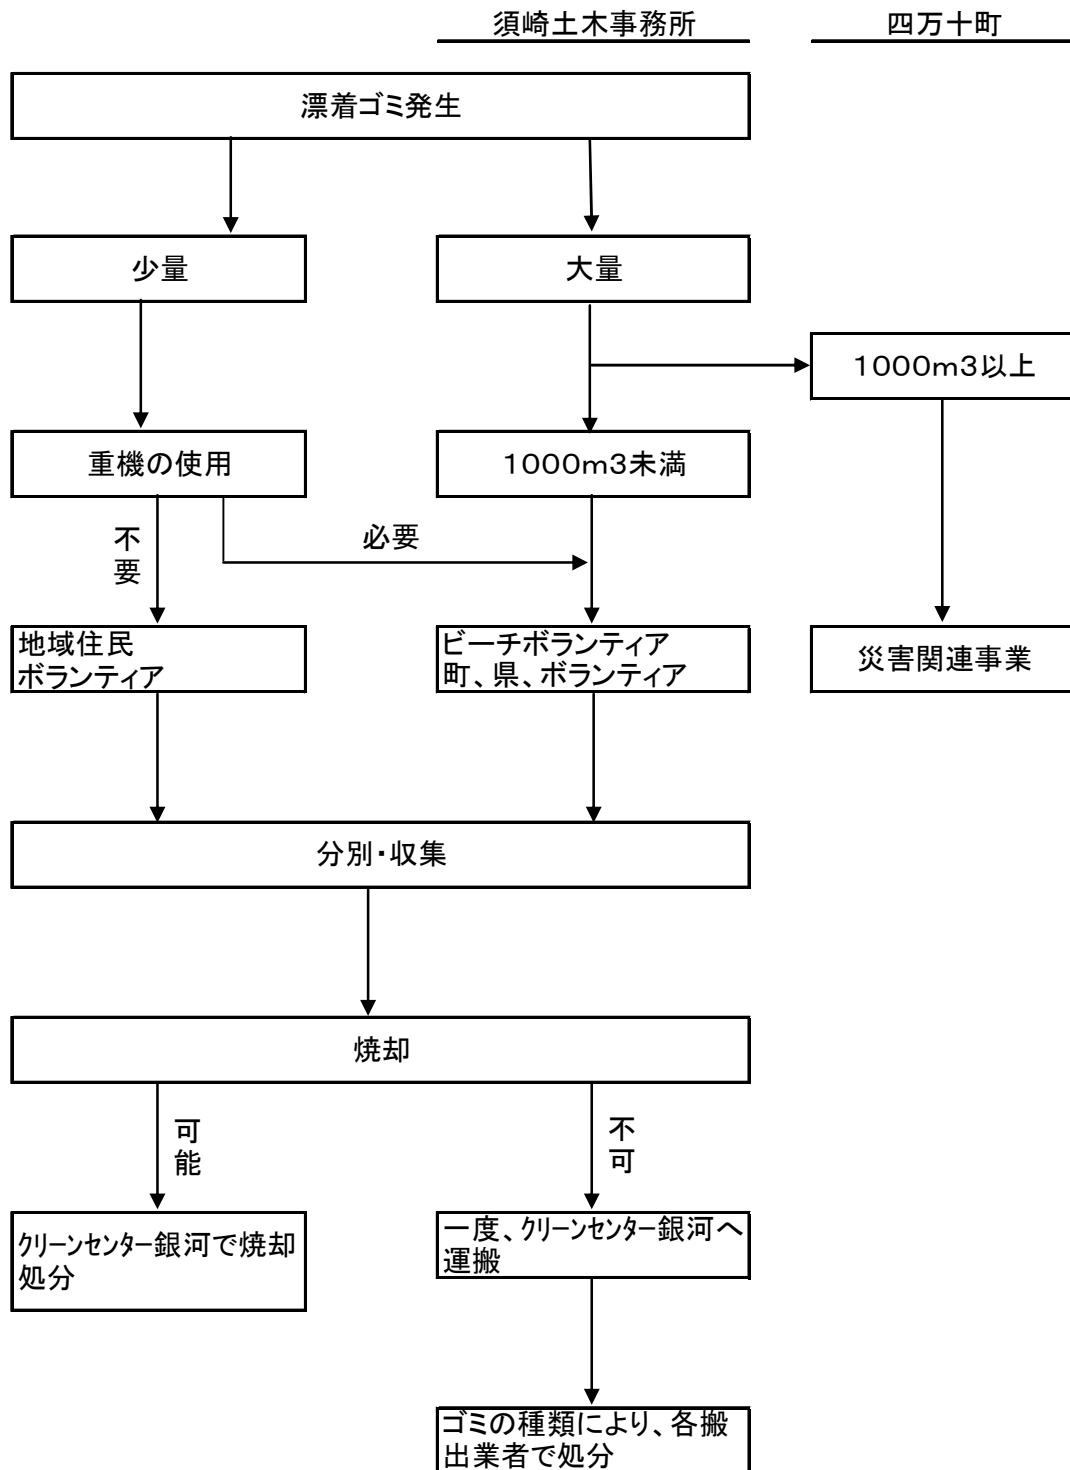 須崎土木事務所
四万十町
漂着ゴミ発生
少量
大量
1000m3以上
重機の使用
1000m3未満
不
要
必要
地域住民
ボランティア
ビーチボランティア
町、県、ボランティア
災害関連事業
分別・収集
焼却
可
能
不
可
クリーンセンター銀河で焼却
処分
一度、クリーンセンター銀河へ
運搬
ゴミの種類により、各搬
出業者で処分